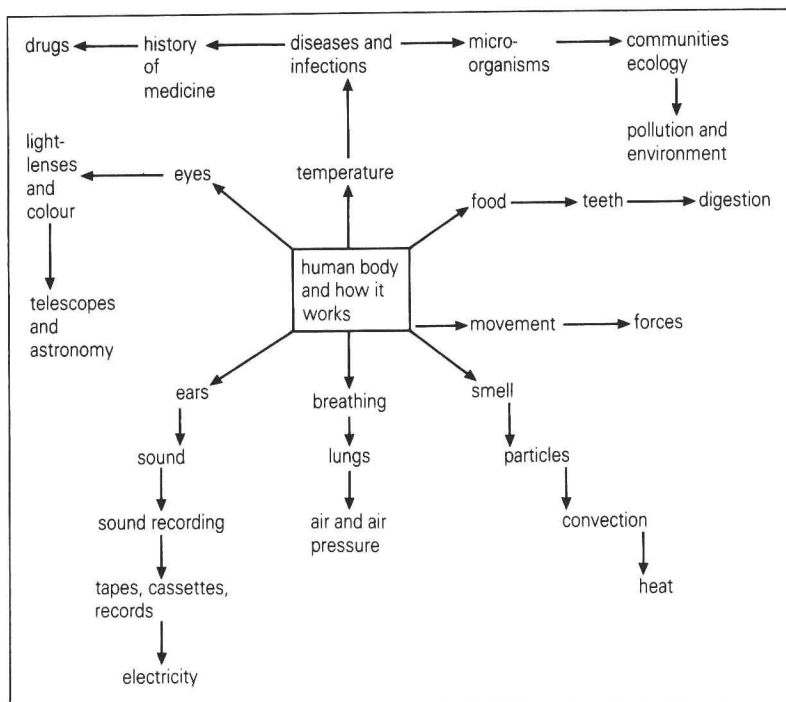 drugs
history
of
medicine
diseases and
infections
micro-
organisms
communities
ecology
pollution and
environment
light-
lenses
and
colour
eyes
temperature
food
teeth
digestion
human body
and how it
works
telescopes
and
astronomy
movement
forces
ears
breathing
smell
sound
lungs
particles
sound recording
air and air
pressure
convection
tapes, cassettes,
records
heat
electricity